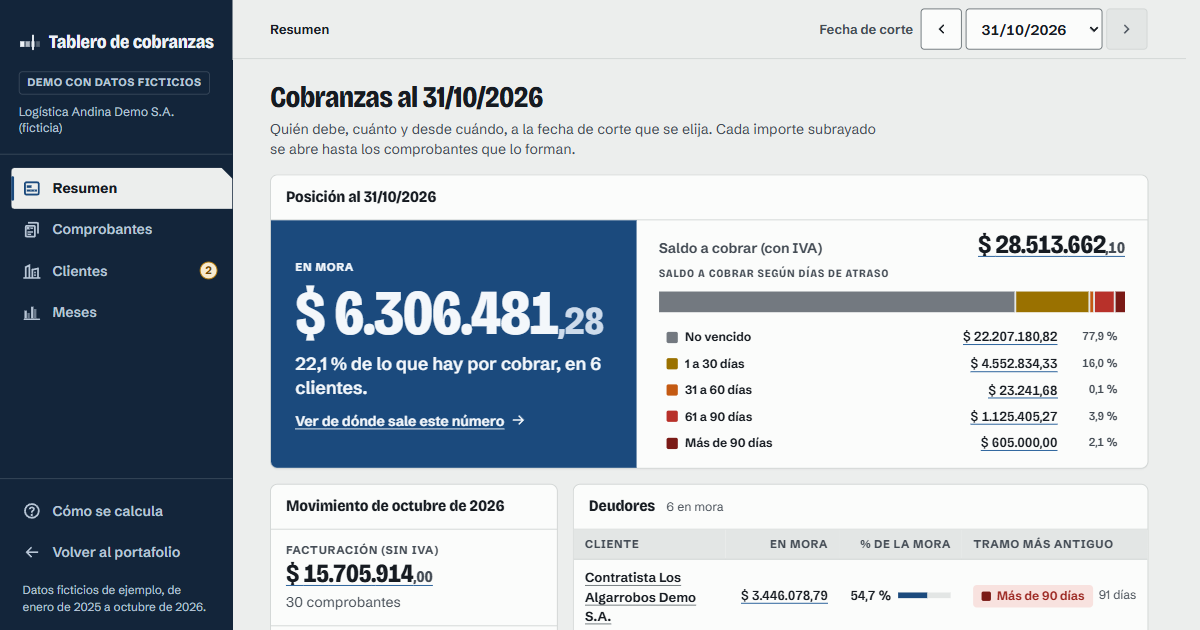 Tablero de cobranzas
DEMO CON DATOS FICTICIOS
Logística Andina Demo S.A.
(ficticia)
Resumen
Comprobantes
Clientes 2
Meses
Cómo se calcula
Volver al portafolio
Datos ficticios de ejemplo, de
enero de 2025 a octubre de 2026.
Resumen
Fecha de corte 31/10/2026
Cobranzas al 31/10/2026
Quién debe, cuánto y desde cuándo, a la fecha de corte que se elija. Cada importe subrayado
se abre hasta los comprobantes que lo forman.
Posición al 31/10/2026
EN MORA
$ 6.306.481,28
22,1 % de lo que hay por cobrar, en 6
clientes.
Ver de dónde sale este número →
Saldo a cobrar (con IVA) $ 28.513.662,10
SALDO A COBRAR SEGÚN DÍAS DE ATRASO
No vencido $ 22.207.180,82 77,9 %
1 a 30 días $ 4.552.834,33 16,0 %
31 a 60 días $ 23.241,68 0,1 %
61 a 90 días $ 1.125.405,27 3,9 %
Más de 90 días $ 605.000,00 2,1 %
Movimiento de octubre de 2026
FACTURACIÓN (SIN IVA)
$ 15.705.914,00
30 comprobantes
Deudores 6 en mora
CLIENTE EN MORA % DE LA MORA TRAMO MÁS ANTIGUO
Contratista Los
Algarrobos Demo
S.A.
$ 3.446.078,79 54,7 % Más de 90 días 91 días